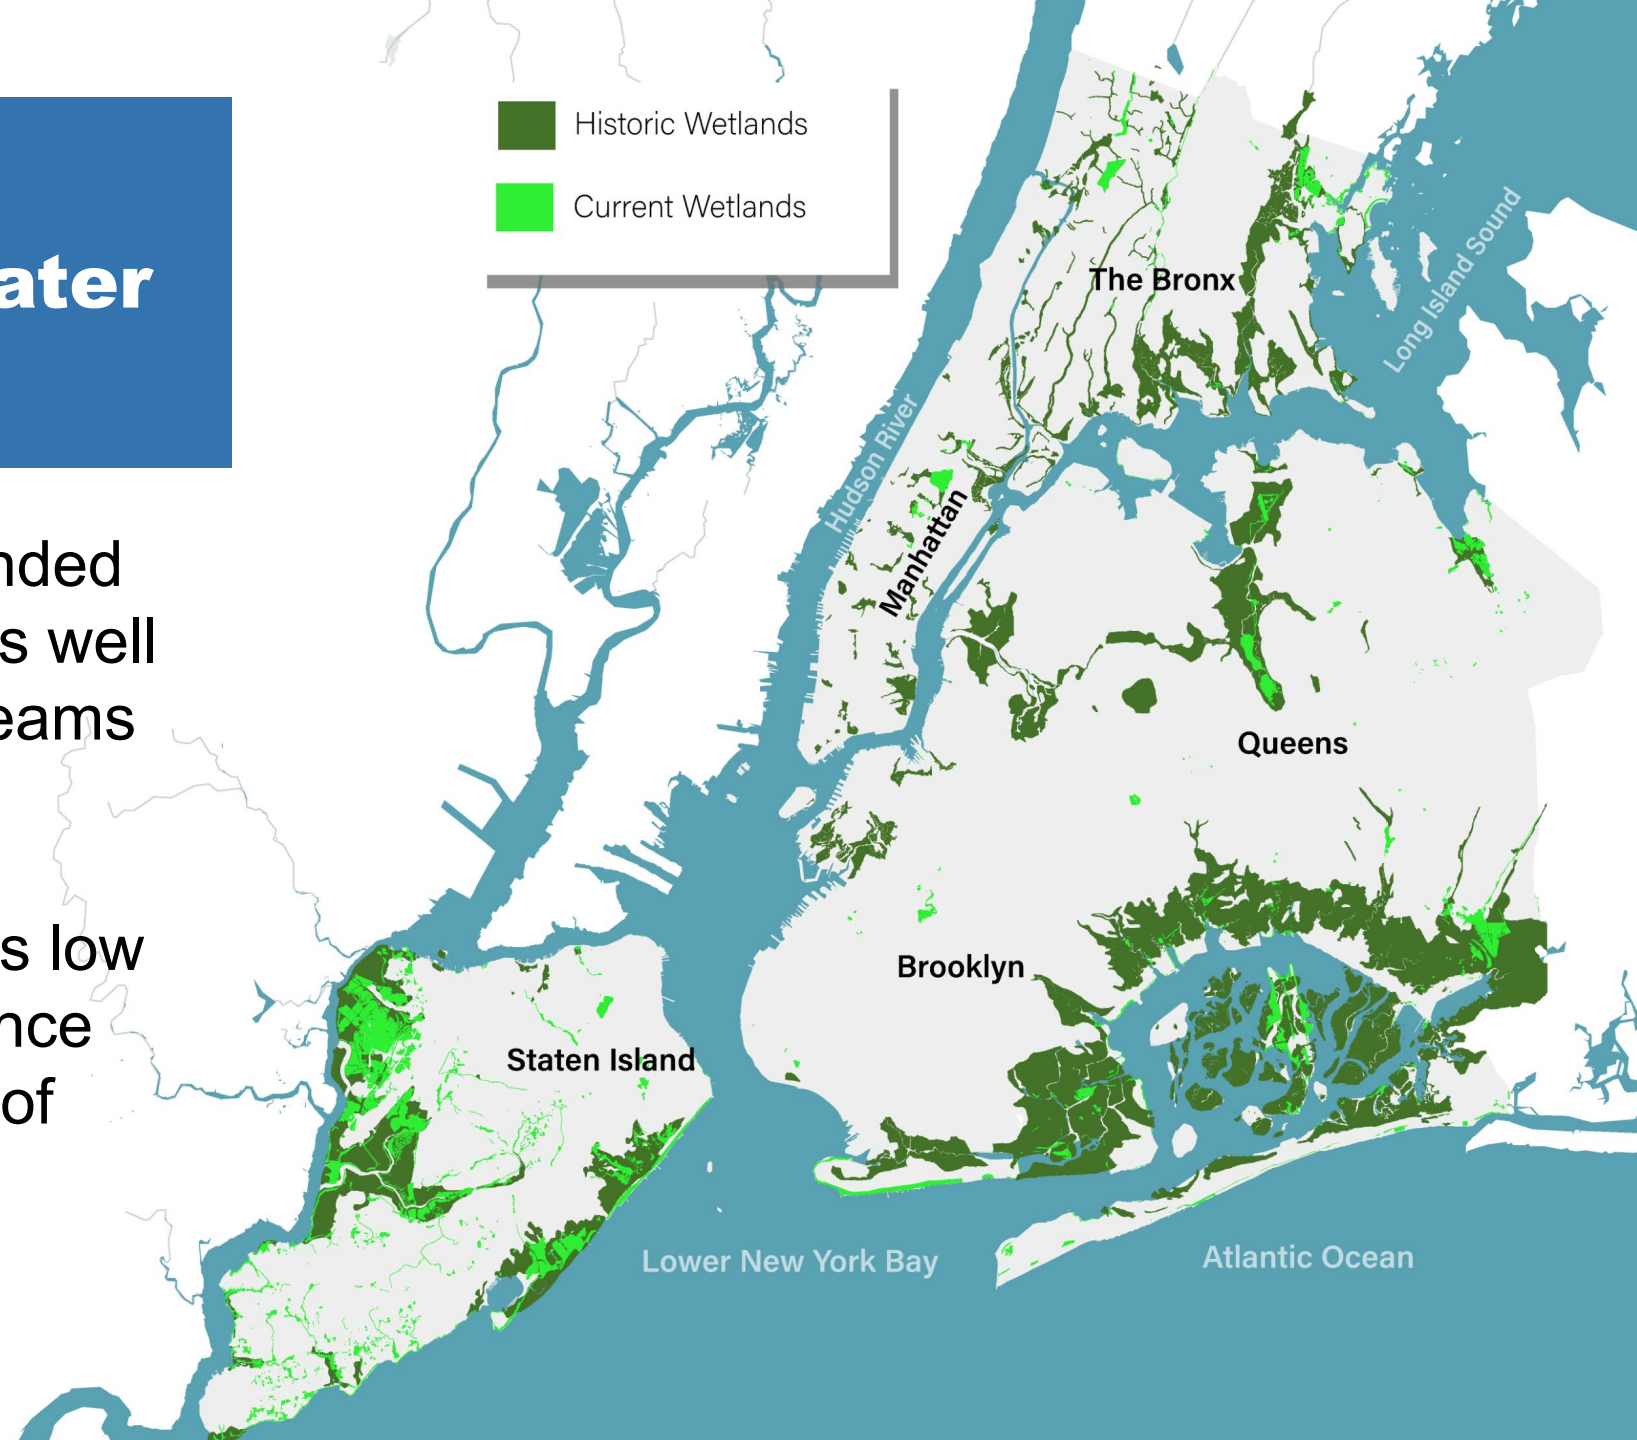 ater
nded
s well
eams
s low
nce
of
Historic Wetlands
Current Wetlands
The Bronx
Long Island Sound
Hudson River
Manhattan
Queens
Brooklyn
Staten Island
Lower New York Bay
Atlantic Ocean